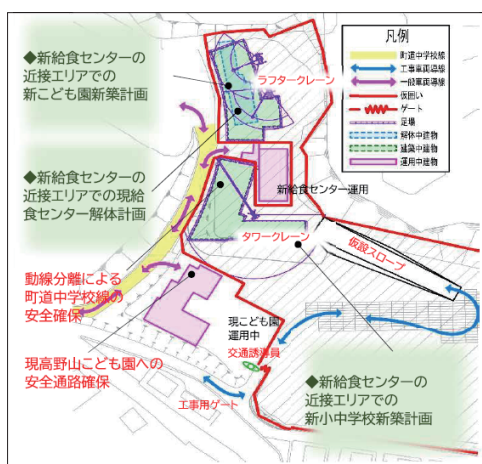 ◆新給食センターの
近接エリアでの
新こども園新築計画
ラフタークレーン
凡例
町道中学校線
工事車両導線
一般車両導線
仮囲い
ゲート
足場
解体中建物
建築中建物
運用中建物
◆新給食センターの
近接エリアでの現給
食センター解体計画
新給食センター運用
タワークレーン
仮設スロープ
動線分離による
町道中学校線の
安全確保
現高野山こども園への
安全通路確保
現こども園
運用中
交通誘導員
工事用ゲート
◆新給食センターの
近接エリアでの
新小中学校新築計画